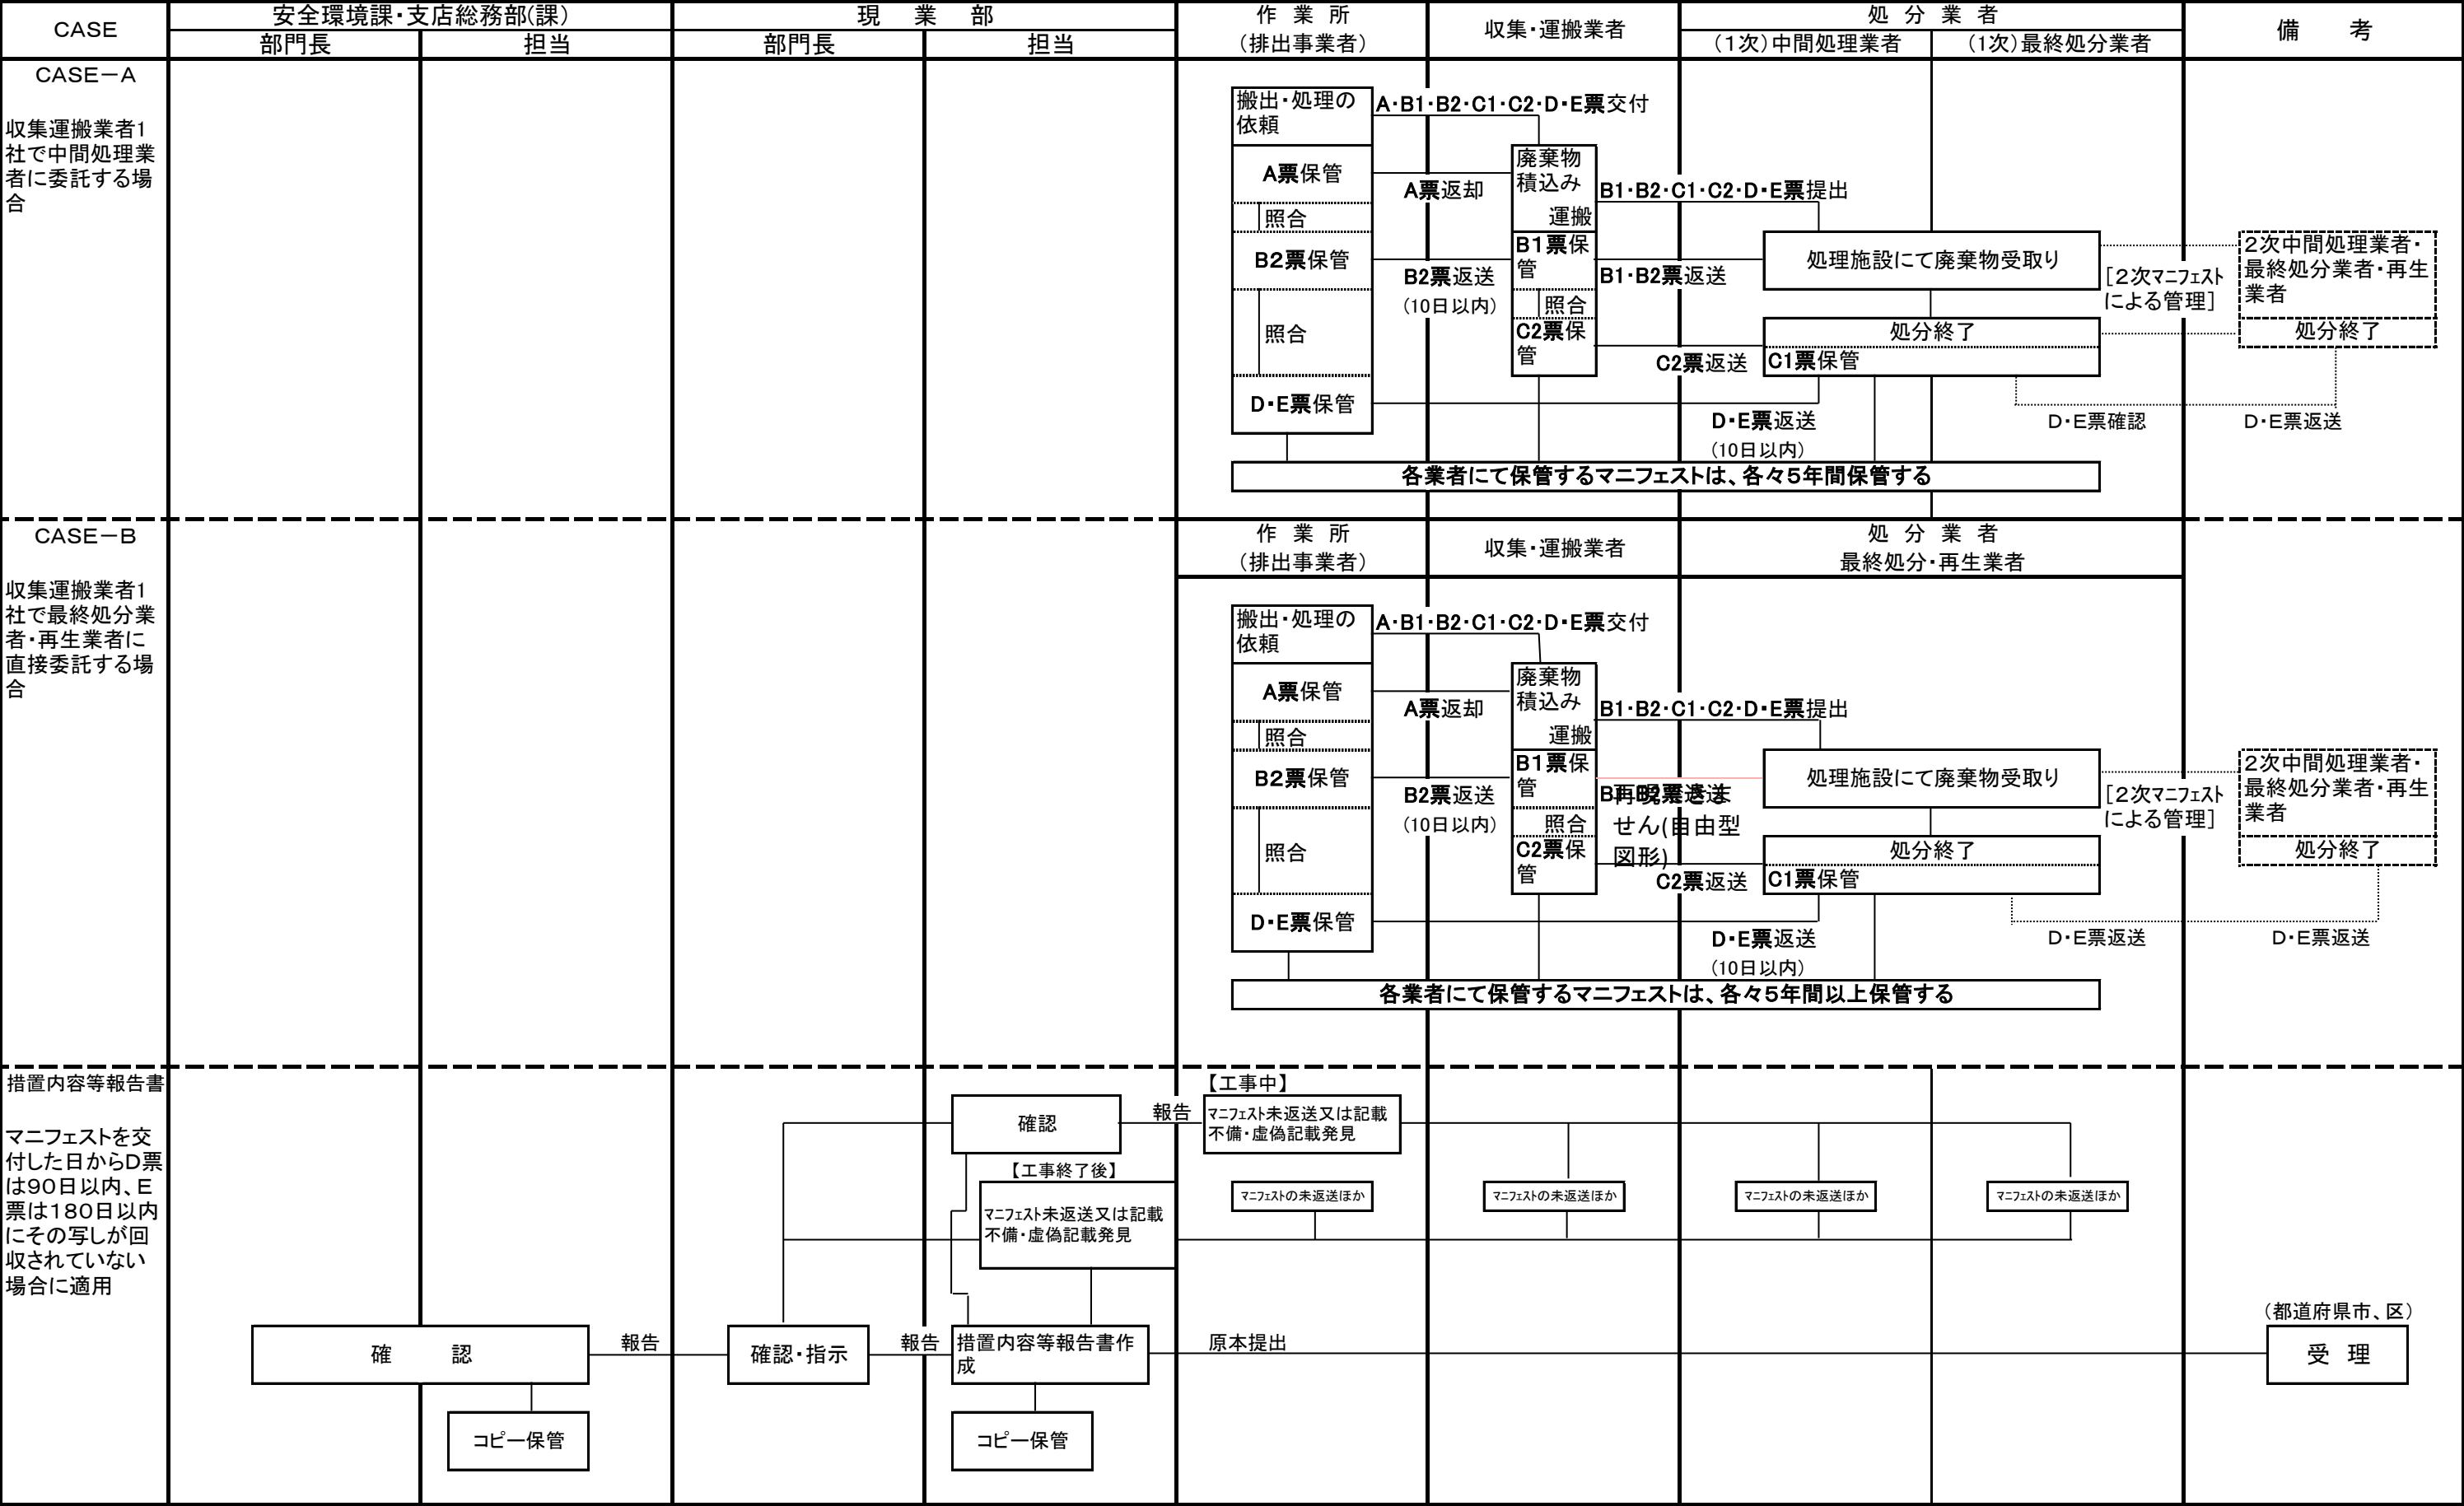 CASE
安全環境課・支店総務部(課)
部門長
担当
現　業　部
部門長
担当
作 業 所
(排出事業者)
収集・運搬業者
処 分 業 者
(1次)中間処理業者
(1次)最終処分業者
備　考
CASE－A
収集運搬業者1
社で中間処理業
者に委託する場
合
搬出・処理の
依頼
A・B1・B2・C1・C2・D・E票交付
A票保管
A票返却
廃棄物
積込み
運搬
B1・B2・C1・C2・D・E票提出
照合
B2票保管
B2票返送
(10日以内)
B1票保
管
B1・B2票返送
処理施設にて廃棄物受取り
[2次マニフェスト
による管理]
2次中間処理業者・
最終処分業者・再生
業者
照合
照合
C2票保
管
C2票返送
処分終了
C1票保管
処分終了
D・E票保管
D・E票返送
(10日以内)
D・E票確認
D・E票返送
各業者にて保管するマニフェストは、各々5年間保管する
CASE－B
収集運搬業者1
社で最終処分業
者・再生業者に
直接委託する場
合
作 業 所
(排出事業者)
収集・運搬業者
処 分 業 者
最終処分・再生業者
搬出・処理の
依頼
A・B1・B2・C1・C2・D・E票交付
A票保管
A票返却
廃棄物
積込み
運搬
B1・B2・C1・C2・D・E票提出
照合
B2票保管
B2票返送
(10日以内)
B1票保
管
B1・B2票返送
再現できま
せん(自由型
図形)
処理施設にて廃棄物受取り
[2次マニフェスト
による管理]
2次中間処理業者・
最終処分業者・再生
業者
照合
照合
C2票保
管
C2票返送
処分終了
C1票保管
処分終了
D・E票保管
D・E票返送
(10日以内)
D・E票返送
D・E票返送
各業者にて保管するマニフェストは、各々5年間以上保管する
措置内容等報告書
マニフェストを交
付した日からD票
は90日以内、E
票は180日以内
にその写しが回
収されていない
場合に適用
確認
報告
【工事中】
マニフェスト未返送又は記載
不備・虚偽記載発見
【工事終了後】
マニフェスト未返送又は記載
不備・虚偽記載発見
マニフェストの未返送ほか
マニフェストの未返送ほか
マニフェストの未返送ほか
マニフェストの未返送ほか
確　認
報告
確認・指示
報告
措置内容等報告書作
成
原本提出
(都道府県市、区)
受 理
コピー保管
コピー保管